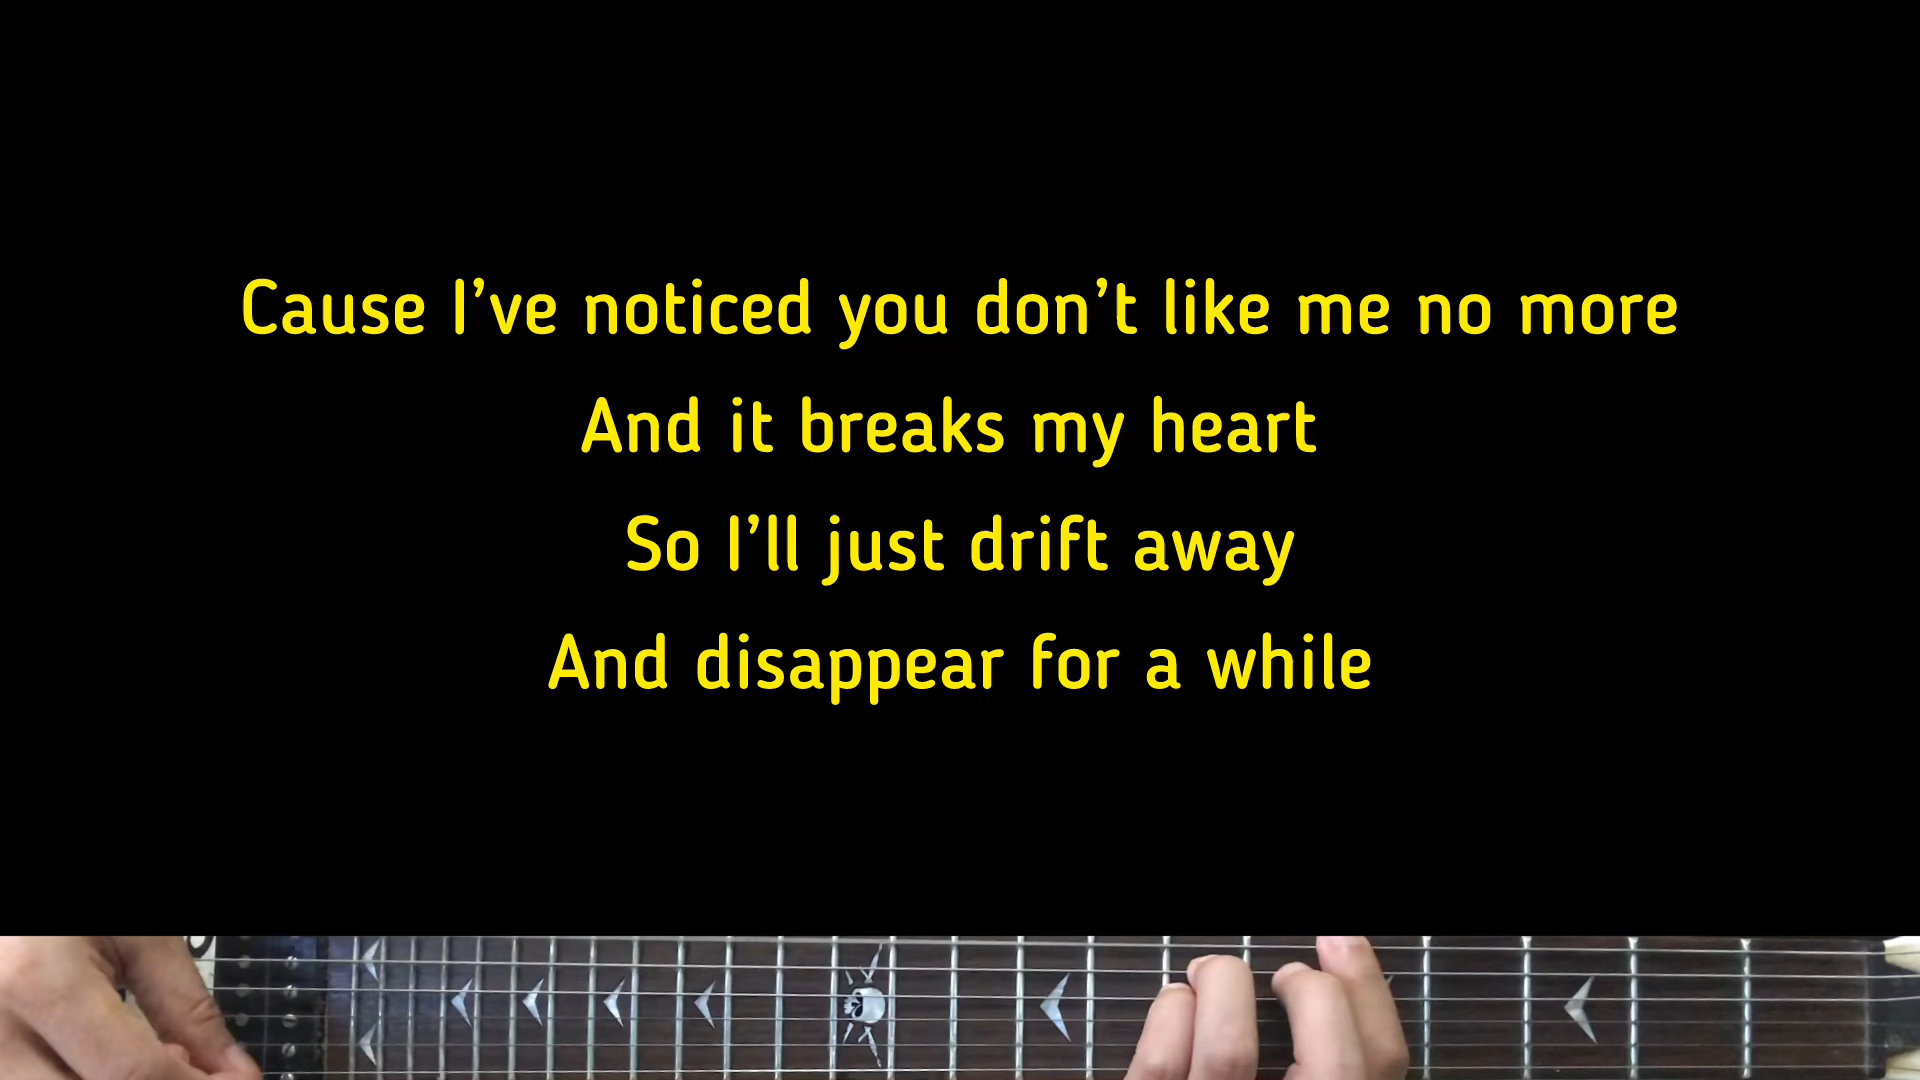 Cause I’ve noticed you don’t like me no more
And it breaks my heart
So I’ll just drift away
And disappear for a while